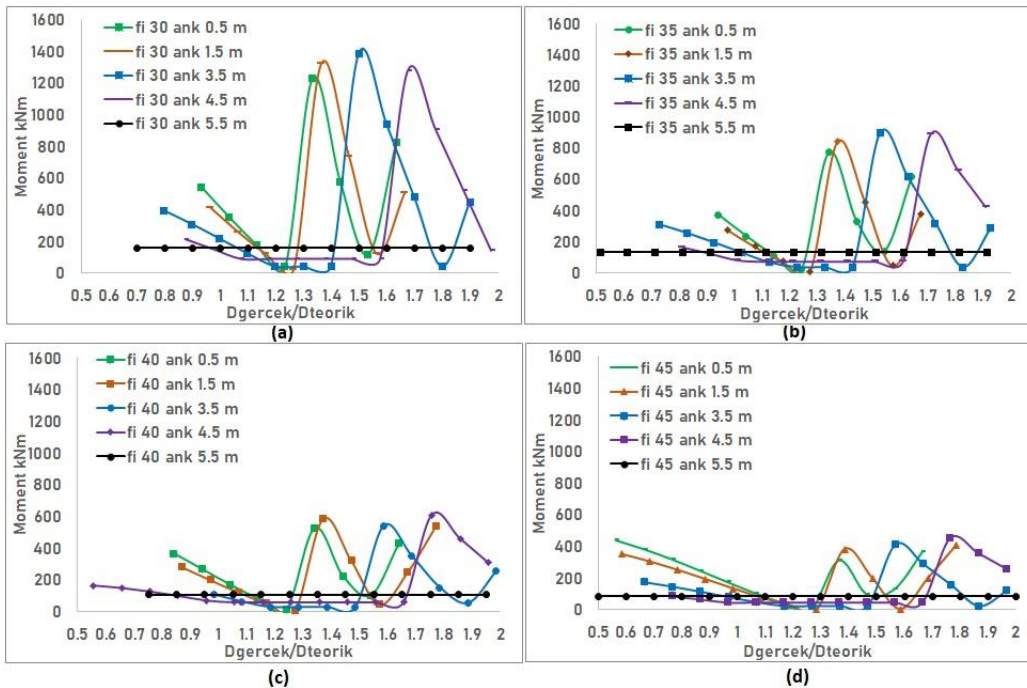 Moment kNm
1600
1400
1200
1000
800
600
400
200
0
fi 30 ank 0.5 m
fi 30 ank 1.5 m
fi 30 ank 3.5 m
fi 30 ank 4.5 m
fi 30 ank 5.5 m
0.5 0.6 0.7 0.8 0.9 1 1.1 1.2 1.3 1.4 1.5 1.6 1.7 1.8 1.9 2
Dgercek/Dteorik
(a)
Moment kNm
1600
1400
1200
1000
800
600
400
200
0
fi 35 ank 0.5 m
fi 35 ank 1.5 m
fi 35 ank 3.5 m
fi 35 ank 4.5 m
fi 35 ank 5.5 m
0.5 0.6 0.7 0.8 0.9 1 1.1 1.2 1.3 1.4 1.5 1.6 1.7 1.8 1.9 2
Dgercek/Dteorik
(b)
Moment kNm
1600
1400
1200
1000
800
600
400
200
0
fi 40 ank 0.5 m
fi 40 ank 1.5 m
fi 40 ank 3.5 m
fi 40 ank 4.5 m
fi 40 ank 5.5 m
0.5 0.6 0.7 0.8 0.9 1 1.1 1.2 1.3 1.4 1.5 1.6 1.7 1.8 1.9 2
Dgercek/Dteorik
(c)
Moment kNm
1600
1400
1200
1000
800
600
400
200
0
fi 45 ank 0.5 m
fi 45 ank 1.5 m
fi 45 ank 3.5 m
fi 45 ank 4.5 m
fi 45 ank 5.5 m
0.5 0.6 0.7 0.8 0.9 1 1.1 1.2 1.3 1.4 1.5 1.6 1.7 1.8 1.9 2
Dgercek/Dteorik
(d)